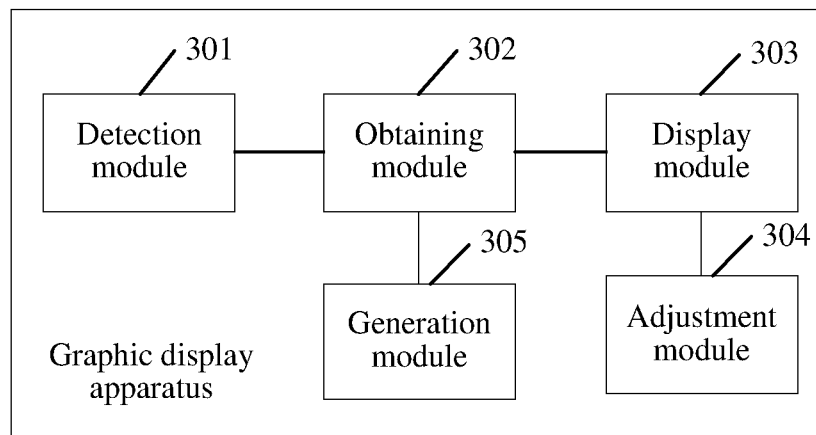 301
302
303
Detection
module
Obtaining
module
Display
module
305
304
Generation
module
Adjustment
module
Graphic display
apparatus